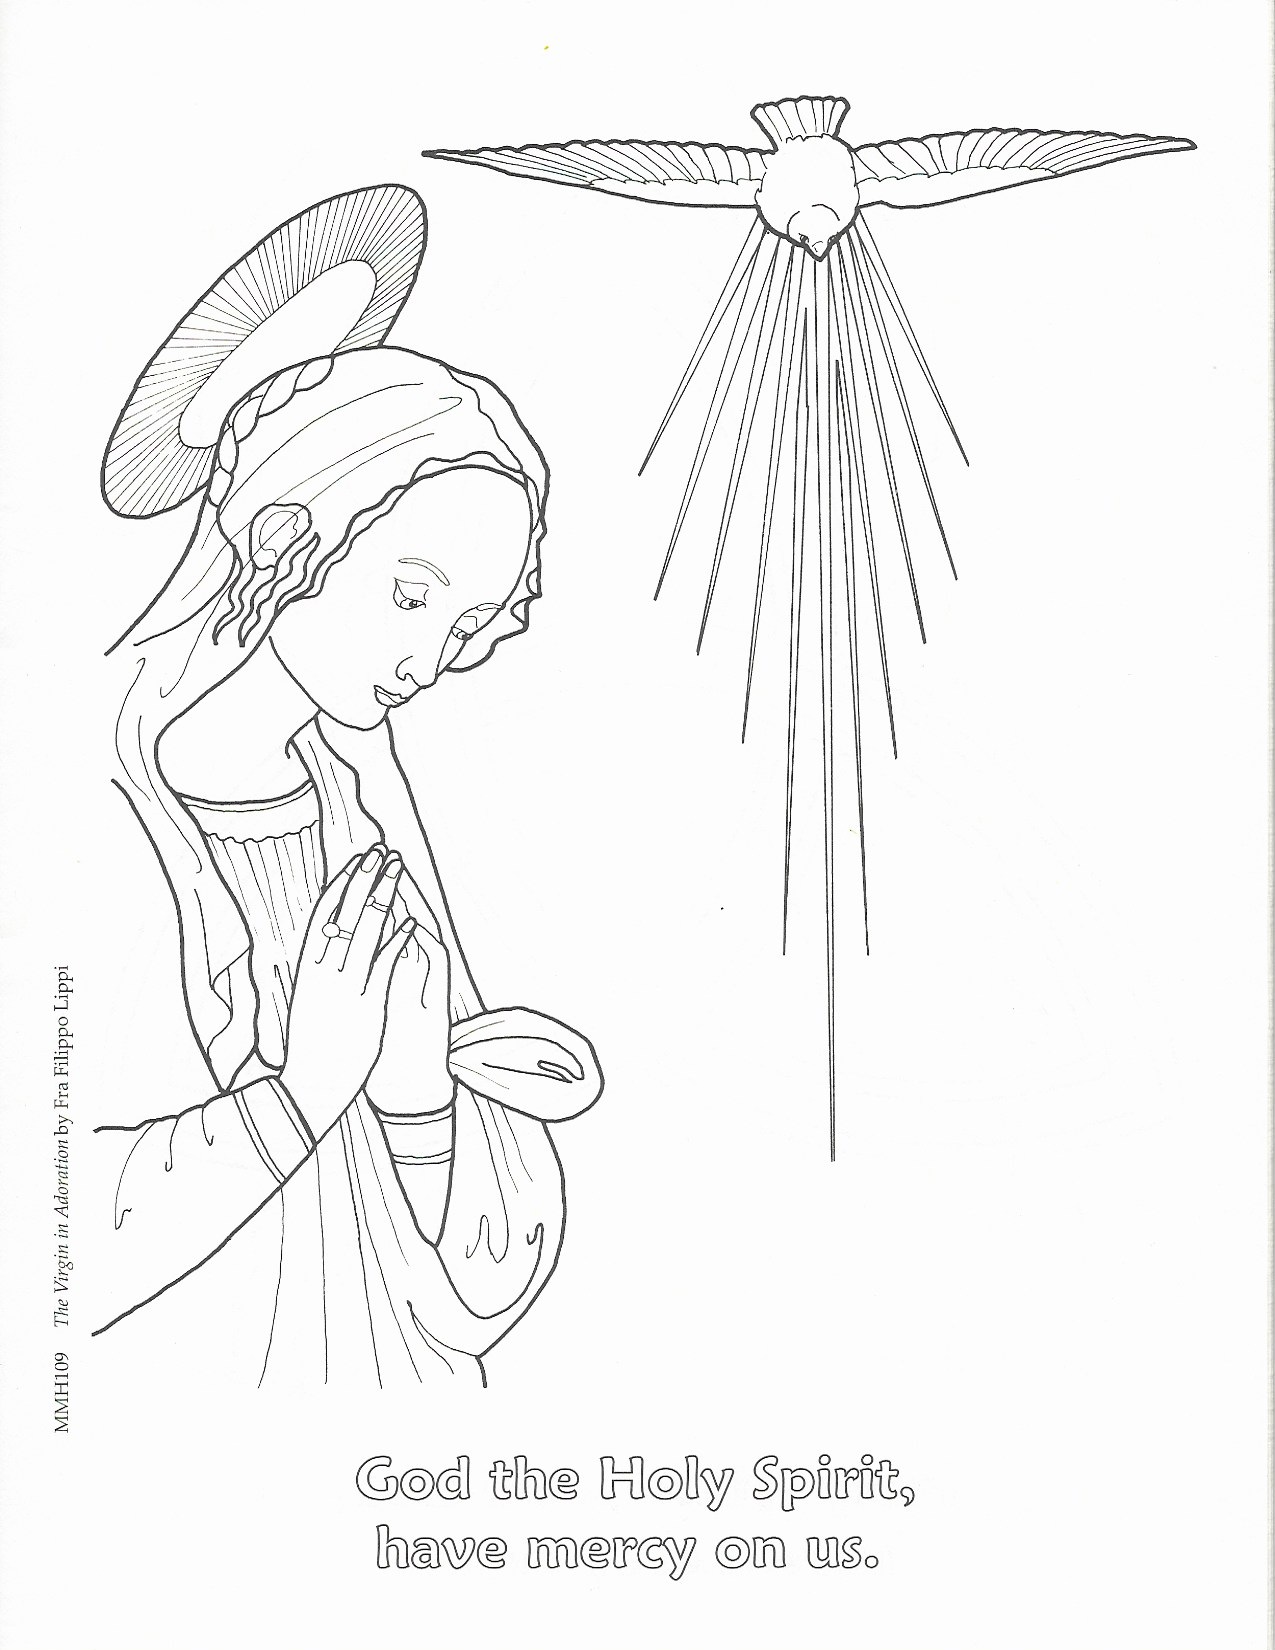 God the Holy Spirit,
have mercy on us.
MMH109 The Virgin in Adoration by Fra Filippo Lippi